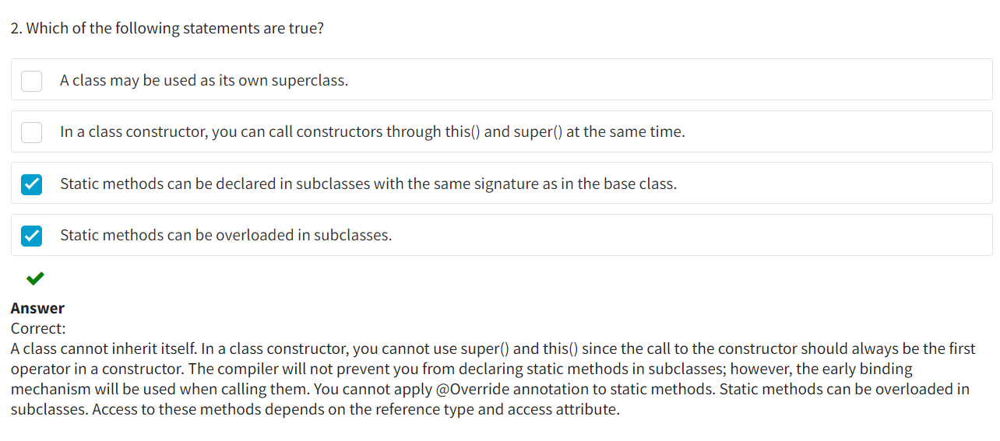 2. Which of the following statements are true?
A class may be used as its own superclass.
In a class constructor, you can call constructors through this() and super() at the same time.
Static methods can be declared in subclasses with the same signature as in the base class.
Static methods can be overloaded in subclasses.
Answer
Correct:
A class cannot inherit itself. In a class constructor, you cannot use super() and this() since the call to the constructor should always be the first
operator in a constructor. The compiler will not prevent you from declaring static methods in subclasses; however, the early binding
mechanism will be used when calling them. You cannot apply @Override annotation to static methods. Static methods can be overloaded in
subclasses. Access to these methods depends on the reference type and access attribute.